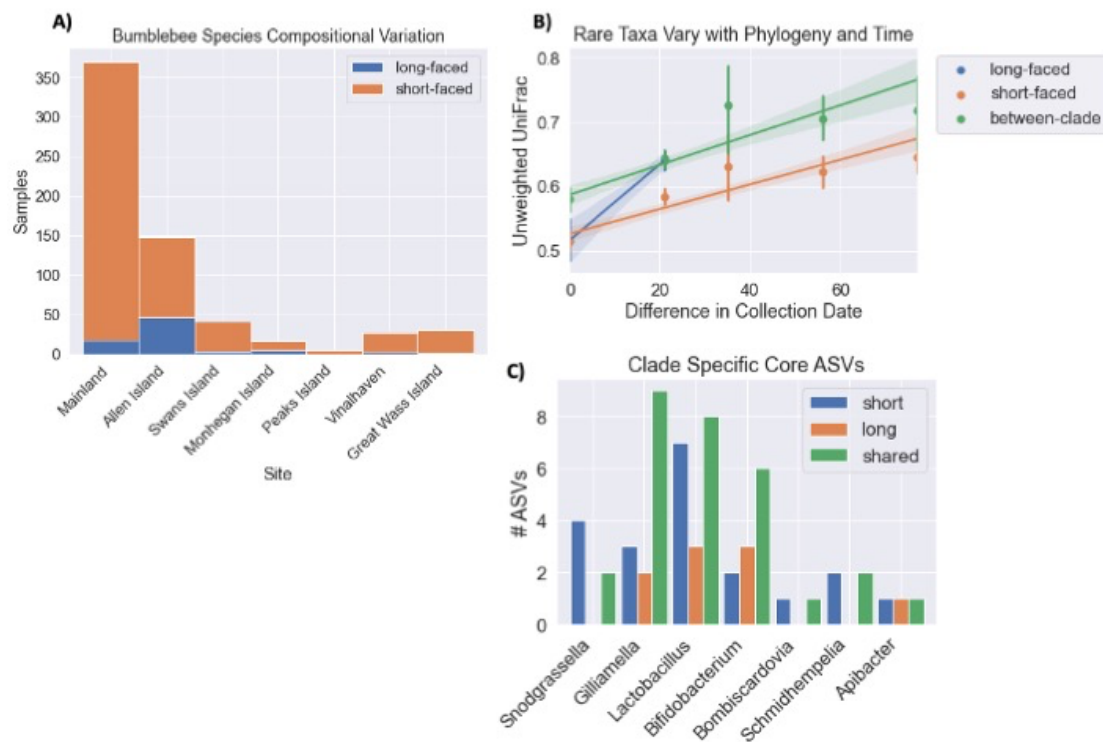 A)
Bumblebee Species Compositional Variation
long-faced
short-faced
350
300
250
200
150
100
50
0
Samples
Mainland
Allen Island
Swans Island
Monhegan Island
Peaks Island
Vinalhaven
Great Wass Island
Site
B)
Rare Taxa Vary with Phylogeny and Time
0.8
0.7
0.6
0.5
Unweighted UniFrac
0 20 40 60
Difference in Collection Date
long-faced
short-faced
between-clade
C)
Clade Specific Core ASVs
short
long
shared
8
6
4
2
0
# ASVs
Snodgrassella
Gilliamella
Lactobacillus
Bifidobacterium
Bombiscardovia
Schmidhempelia
Apibacter